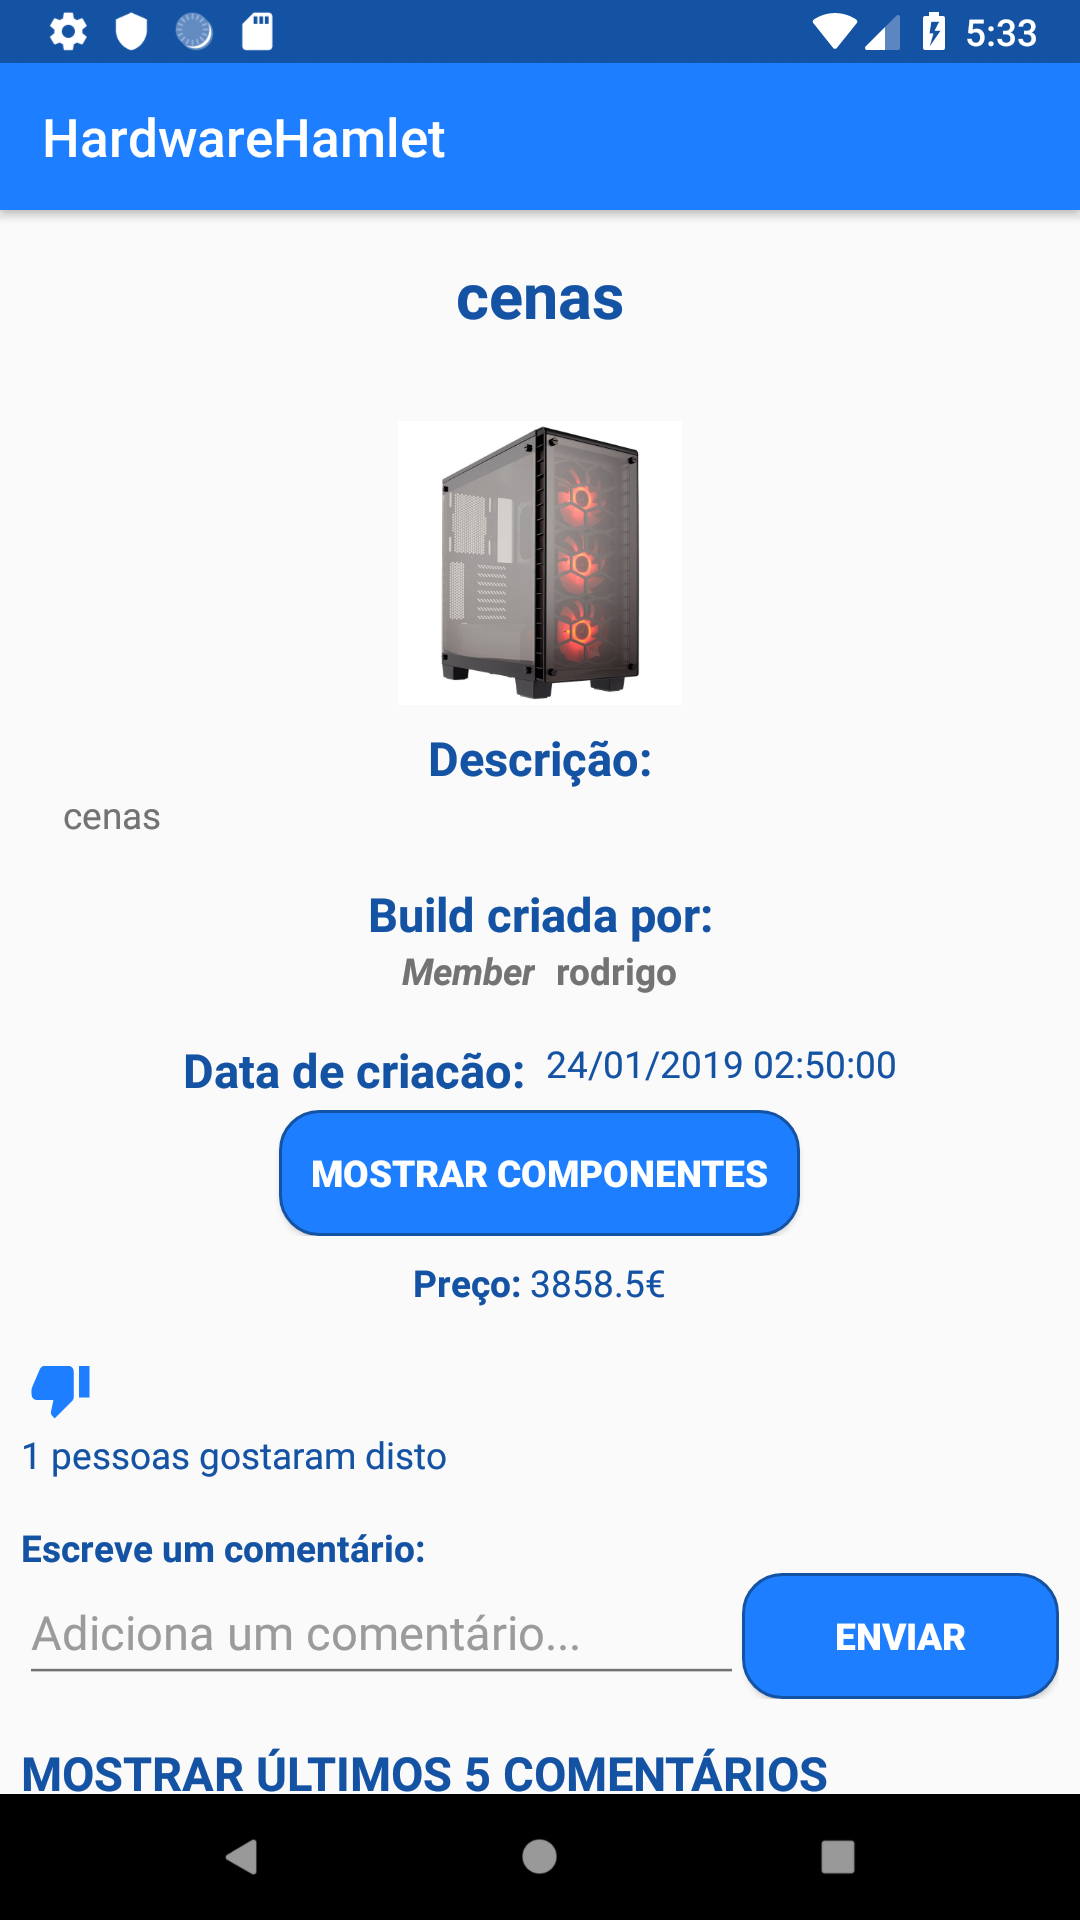 5:33
HardwareHamlet
cenas
Descrição:
cenas
Build criada por:
Member rodrigo
Data de criacão: 24/01/2019 02:50:00
MOSTRAR COMPONENTES
Preço: 3858.5€
1 pessoas gostaram disto
Escreve um comentário:
Adiciona um comentário...
ENVIAR
MOSTRAR ÚLTIMOS 5 COMENTÁRIOS